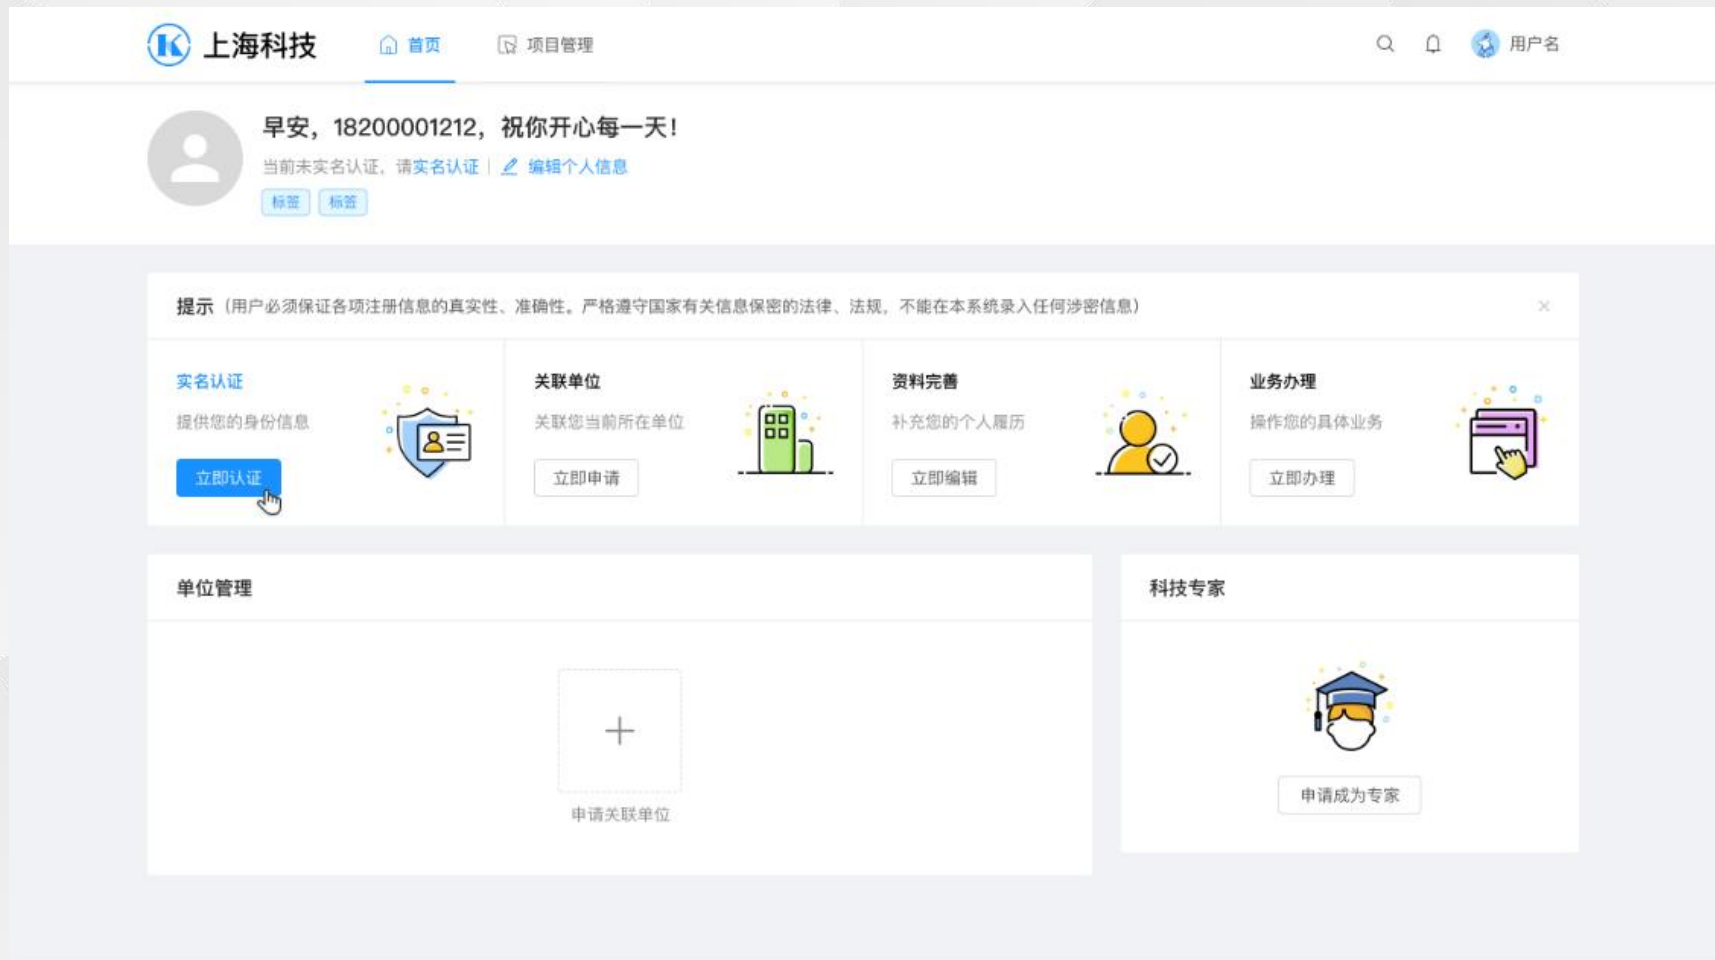 上海科技 首页 项目管理 用户名
早安，18200001212，祝你开心每一天！
当前未实名认证，请实名认证 | 编辑个人信息
标签 标签
提示（用户必须保证各项注册信息的真实性、准确性。严格遵守国家有关信息保密的法律、法规，不能在本系统录入任何涉密信息）
实名认证
提供您的身份信息
立即认证
关联单位
关联您当前所在单位
立即申请
资料完善
补充您的个人履历
立即编辑
业务办理
操作您的具体业务
立即办理
单位管理
申请关联单位
科技专家
申请成为专家